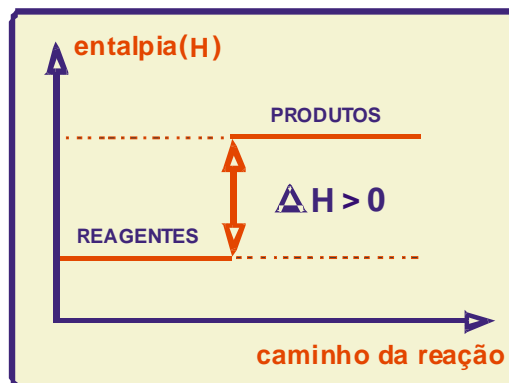 entalpia(H)
PRODUTOS
ΔH > 0
REAGENTES
caminho da reação